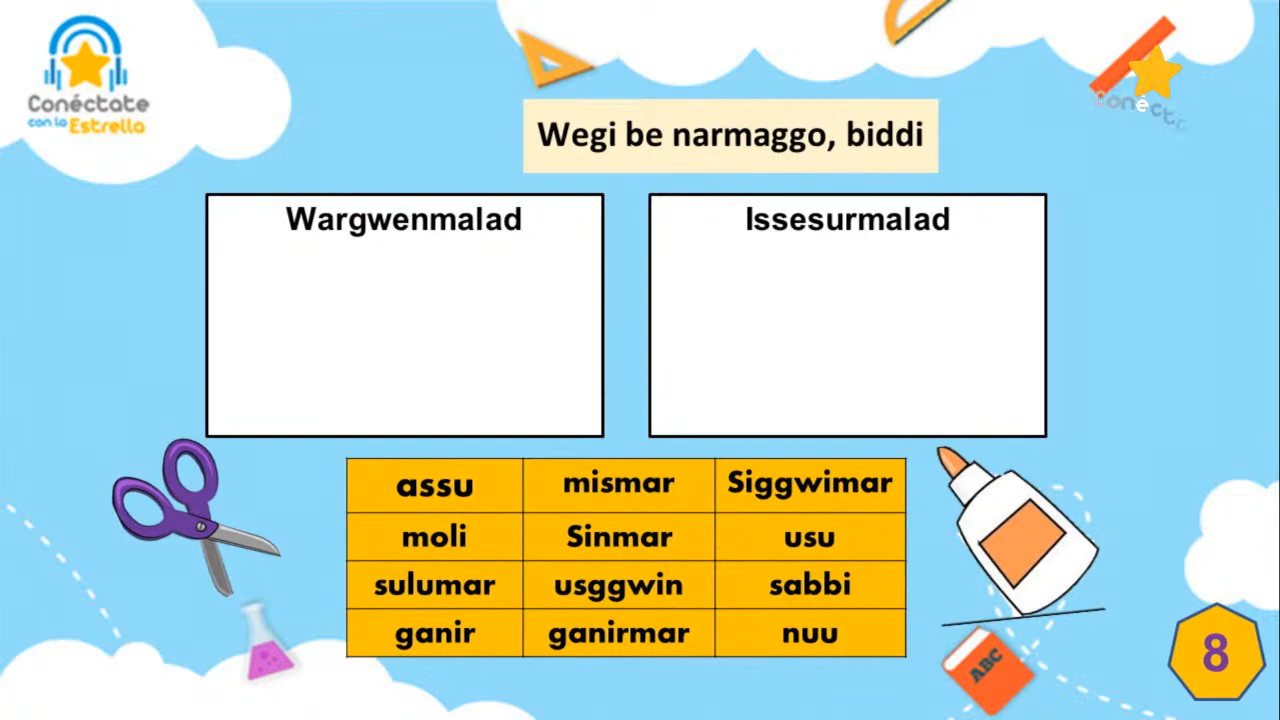 Conéctate
con la Estrella
Conécta
Wegi be narmaggo, biddi
Wargwenmalad
Issesurmalad
assu mismar Siggwimar
moli Sinmar usu
sulumar usggwin sabbi
ganir ganirmar nuu
ABC
8